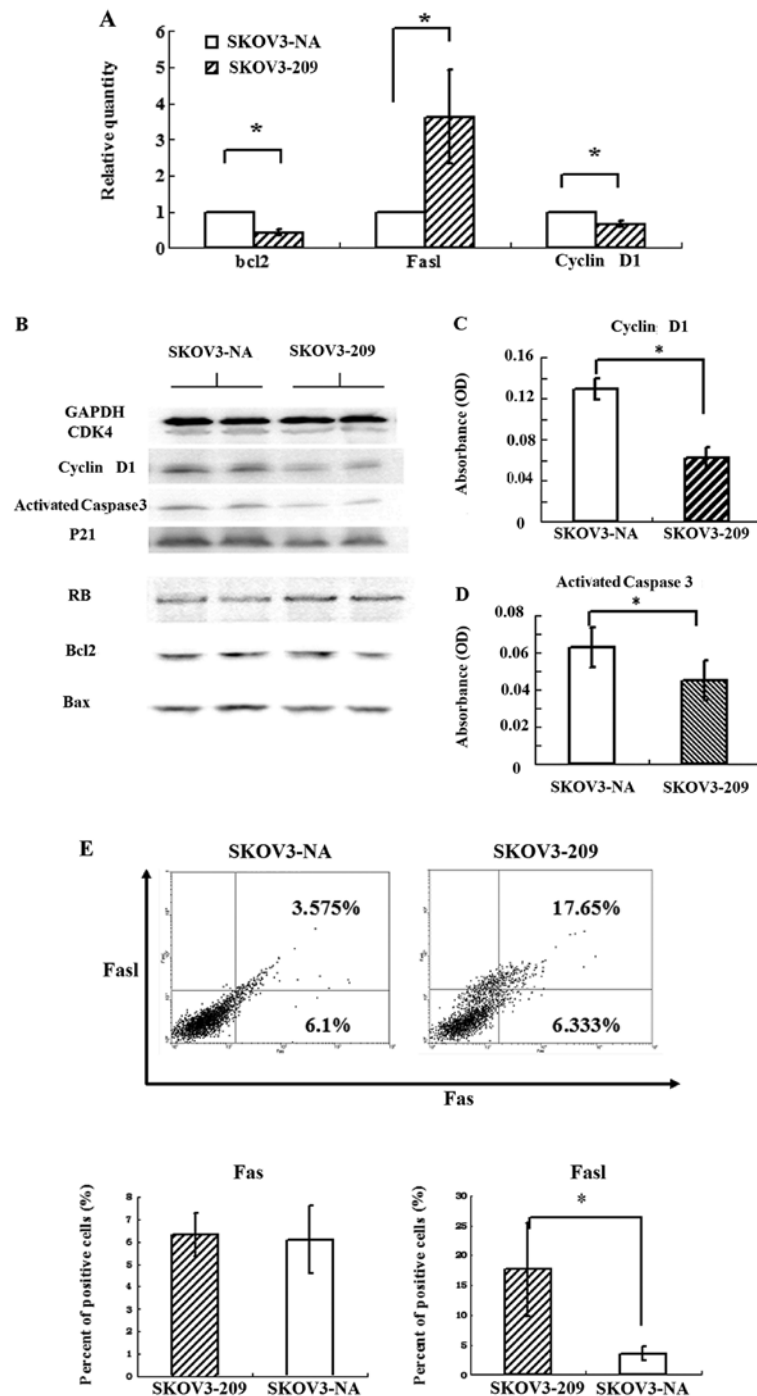 A
SKOV3-NA
SKOV3-209
Relative quantity
6
5
4
3
2
1
0
*
*
*
bcl2
Fasl
Cyclin D1
B
SKOV3-NA
SKOV3-209
GAPDH
CDK4
Cyclin D1
Activated Caspase3
P21
RB
Bcl2
Bax
C
Cyclin D1
Absorbance (OD)
0.16
0.12
0.08
0.04
0
*
SKOV3-NA
SKOV3-209
D
Activated Caspase 3
Absorbance (OD)
0.08
0.06
0.04
0.02
0
*
SKOV3-NA
SKOV3-209
E
SKOV3-NA
SKOV3-209
Fasl
3.575%
6.1%
17.65%
6.333%
Fas
Fas
Fas
Fas
Percent of positive cells (%)
8
7
6
5
4
3
2
1
0
SKOV3-209
SKOV3-NA
Fasl
Percent of positive cells (%)
30
25
20
15
10
5
0
*
SKOV3-209
SKOV3-NA